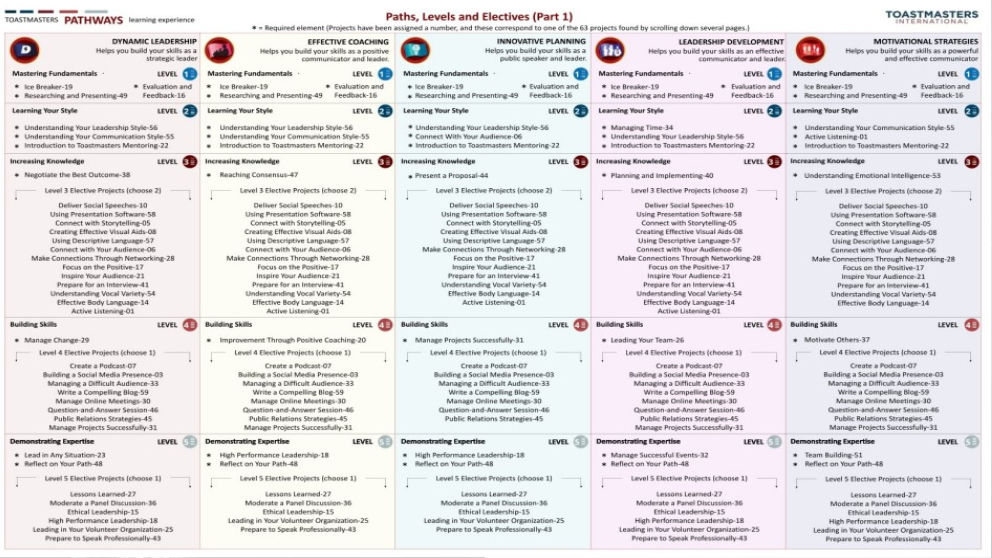 TOASTMASTERS PATHWAYS learning experience
Paths, Levels and Electives (Part 1)
* = Required element (Projects have been assigned a number, and these correspond to one of the 63 projects found by scrolling down several pages.)
TOASTMASTERS
INTERNATIONAL
DYNAMIC LEADERSHIP
Helps you build your skills as a
strategic leader
Mastering Fundamentals LEVEL 1
* Ice Breaker-19
* Researching and Presenting-49
* Evaluation and
Feedback-16
Learning Your Style LEVEL 2
* Understanding Your Leadership Style-56
* Understanding Your Communication Style-55
* Introduction to Toastmasters Mentoring-22
Increasing Knowledge LEVEL 3
* Negotiate the Best Outcome-38
Level 3 Elective Projects (choose 2)
Deliver Social Speeches-10
Using Presentation Software-58
Connect with Storytelling-05
Creating Effective Visual Aids-08
Using Descriptive Language-57
Connect with Your Audience-06
Make Connections Through Networking-28
Focus on the Positive-17
Inspire Your Audience-21
Prepare for an Interview-41
Understanding Vocal Variety-54
Effective Body Language-14
Active Listening-01
Building Skills LEVEL 4
* Manage Change-29
Level 4 Elective Projects (choose 1)
Create a Podcast-07
Building a Social Media Presence-03
Managing a Difficult Audience-33
Write a Compelling Blog-59
Manage Online Meetings-30
Question-and-Answer Session-46
Public Relations Strategies-45
Manage Projects Successfully-31
Demonstrating Expertise LEVEL 5
* Lead in Any Situation-23
* Reflect on Your Path-48
Level 5 Elective Projects (choose 1)
Lessons Learned-27
Moderate a Panel Discussion-36
Ethical Leadership-15
High Performance Leadership-18
Leading in Your Volunteer Organization-25
Prepare to Speak Professionally-43
EFFECTIVE COACHING
Helps you build your skills as a positive
communicator and leader.
Mastering Fundamentals LEVEL 1
* Ice Breaker-19
* Researching and Presenting-49
* Evaluation and
Feedback-16
Learning Your Style LEVEL 2
* Understanding Your Leadership Style-56
* Understanding Your Communication Style-55
* Introduction to Toastmasters Mentoring-22
Increasing Knowledge LEVEL 3
* Reaching Consensus-47
Level 3 Elective Projects (choose 2)
Deliver Social Speeches-10
Using Presentation Software-58
Connect with Storytelling-05
Creating Effective Visual Aids-08
Using Descriptive Language-57
Connect with Your Audience-06
Make Connections Through Networking-28
Focus on the Positive-17
Inspire Your Audience-21
Prepare for an Interview-41
Understanding Vocal Variety-54
Effective Body Language-14
Active Listening-01
Building Skills LEVEL 4
* Improvement Through Positive Coaching-20
Level 4 Elective Projects (choose 1)
Create a Podcast-07
Building a Social Media Presence-03
Managing a Difficult Audience-33
Write a Compelling Blog-59
Manage Online Meetings-30
Question-and-Answer Session-46
Public Relations Strategies-45
Manage Projects Successfully-31
Demonstrating Expertise LEVEL 5
* High Performance Leadership-18
* Reflect on Your Path-48
Level 5 Elective Projects (choose 1)
Lessons Learned-27
Moderate a Panel Discussion-36
Ethical Leadership-15
Leading in Your Volunteer Organization-25
Prepare to Speak Professionally-43
INNOVATIVE PLANNING
Helps you build your skills as a
public speaker and leader.
Mastering Fundamentals LEVEL 1
* Ice Breaker-19
* Researching and Presenting-49
* Evaluation and
Feedback-16
Learning Your Style LEVEL 2
* Understanding Your Leadership Style-56
* Connect With Your Audience-06
* Introduction to Toastmasters Mentoring-22
Increasing Knowledge LEVEL 3
* Present a Proposal-44
Level 3 Elective Projects (choose 2)
Deliver Social Speeches-10
Using Presentation Software-58
Connect with Storytelling-05
Creating Effective Visual Aids-08
Using Descriptive Language-57
Make Connections Through Networking-28
Focus on the Positive-17
Inspire Your Audience-21
Prepare for an Interview-41
Understanding Vocal Variety-54
Effective Body Language-14
Active Listening-01
Building Skills LEVEL 4
* Manage Projects Successfully-31
Level 4 Elective Projects (choose 1)
Create a Podcast-07
Building a Social Media Presence-03
Managing a Difficult Audience-33
Write a Compelling Blog-59
Manage Online Meetings-30
Question-and-Answer Session-46
Public Relations Strategies-45
Demonstrating Expertise LEVEL 5
* High Performance Leadership-18
* Reflect on Your Path-48
Level 5 Elective Projects (choose 1)
Lessons Learned-27
Moderate a Panel Discussion-36
Ethical Leadership-15
Leading in Your Volunteer Organization-25
Prepare to Speak Professionally-43
LEADERSHIP DEVELOPMENT
Helps you build your skills as an effective
communicator and leader.
Mastering Fundamentals LEVEL 1
* Ice Breaker-19
* Researching and Presenting-49
* Evaluation and
Feedback-16
Learning Your Style LEVEL 2
* Managing Time-34
* Understanding Your Leadership Style-56
* Introduction to Toastmasters Mentoring-22
Increasing Knowledge LEVEL 3
* Planning and Implementing-40
Level 3 Elective Projects (choose 2)
Deliver Social Speeches-10
Using Presentation Software-58
Connect with Storytelling-05
Creating Effective Visual Aids-08
Using Descriptive Language-57
Connect with Your Audience-06
Make Connections Through Networking-28
Focus on the Positive-17
Inspire Your Audience-21
Prepare for an Interview-41
Understanding Vocal Variety-54
Effective Body Language-14
Active Listening-01
Building Skills LEVEL 4
* Leading Your Team-26
Level 4 Elective Projects (choose 1)
Create a Podcast-07
Building a Social Media Presence-03
Managing a Difficult Audience-33
Write a Compelling Blog-59
Manage Online Meetings-30
Question-and-Answer Session-46
Public Relations Strategies-45
Manage Projects Successfully-31
Demonstrating Expertise LEVEL 5
* Manage Successful Events-32
* Reflect on Your Path-48
Level 5 Elective Projects (choose 1)
Lessons Learned-27
Moderate a Panel Discussion-36
Ethical Leadership-15
High Performance Leadership-18
Leading in Your Volunteer Organization-25
Prepare to Speak Professionally-43
MOTIVATIONAL STRATEGIES
Helps you build your skills as a powerful
and effective communicator
Mastering Fundamentals LEVEL 1
* Ice Breaker-19
* Researching and Presenting-49
* Evaluation and
Feedback-16
Learning Your Style LEVEL 2
* Understanding Your Communication Style-55
* Active Listening-01
* Introduction to Toastmasters Mentoring-22
Increasing Knowledge LEVEL 3
* Understanding Emotional Intelligence-53
Level 3 Elective Projects (choose 2)
Deliver Social Speeches-10
Using Presentation Software-58
Connect with Storytelling-05
Creating Effective Visual Aids-08
Using Descriptive Language-57
Connect with Your Audience-06
Make Connections Through Networking-28
Focus on the Positive-17
Inspire Your Audience-21
Prepare for an Interview-41
Understanding Vocal Variety-54
Effective Body Language-14
Building Skills LEVEL 4
* Motivate Others-37
Level 4 Elective Projects (choose 1)
Create a Podcast-07
Building a Social Media Presence-03
Managing a Difficult Audience-33
Write a Compelling Blog-59
Manage Online Meetings-30
Question-and-Answer Session-46
Public Relations Strategies-45
Manage Projects Successfully-31
Demonstrating Expertise LEVEL 5
* Team Building-51
* Reflect on Your Path-48
Level 5 Elective Projects (choose 1)
Lessons Learned-27
Moderate a Panel Discussion-36
Ethical Leadership-15
High Performance Leadership-18
Leading in Your Volunteer Organization-25
Prepare to Speak Professionally-43